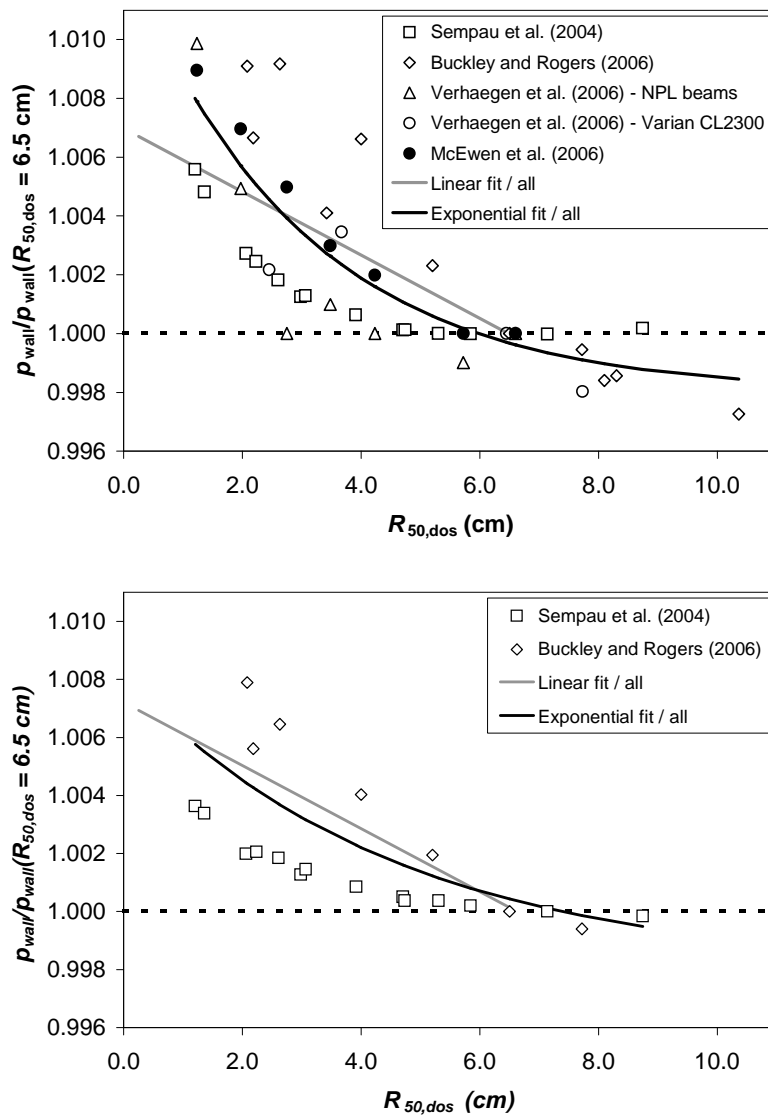 1.010
1.008
1.006
1.004
1.002
1.000
0.998
0.996
p_wall/p_wall(R_50,dos = 6.5 cm)
Sempau et al. (2004)
Buckley and Rogers (2006)
Verhaegen et al. (2006) - NPL beams
Verhaegen et al. (2006) - Varian CL2300
McEwen et al. (2006)
Linear fit / all
Exponential fit / all
0.0 2.0 4.0 6.0 8.0 10.0
R_50,dos (cm)
1.010
1.008
1.006
1.004
1.002
1.000
0.998
0.996
p_wall/p_wall(R_50,dos = 6.5 cm)
Sempau et al. (2004)
Buckley and Rogers (2006)
Linear fit / all
Exponential fit / all
0.0 2.0 4.0 6.0 8.0 10.0
R_50,dos (cm)